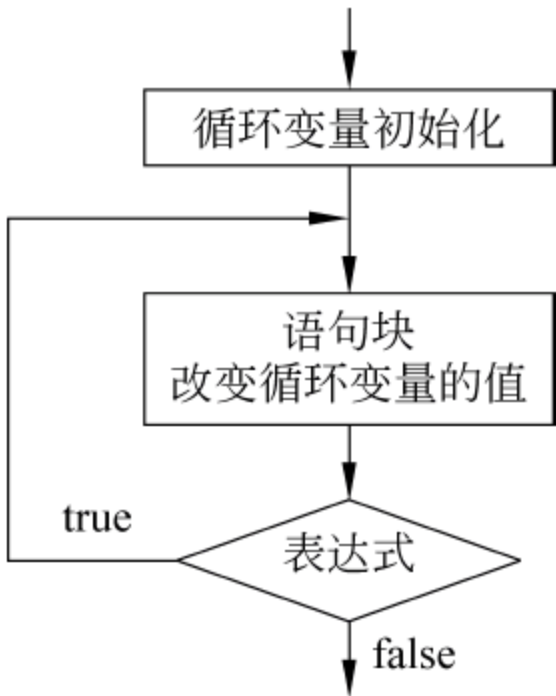 循环变量初始化
语句块
改变循环变量的值
true
表达式
false